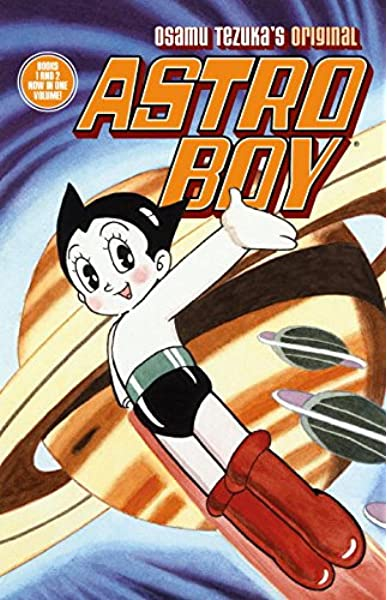 OSAMU TEZUKA'S ORIGINAL
BOOKS
1 AND 2
NOW IN ONE
VOLUME!
ASTRO
BOY®